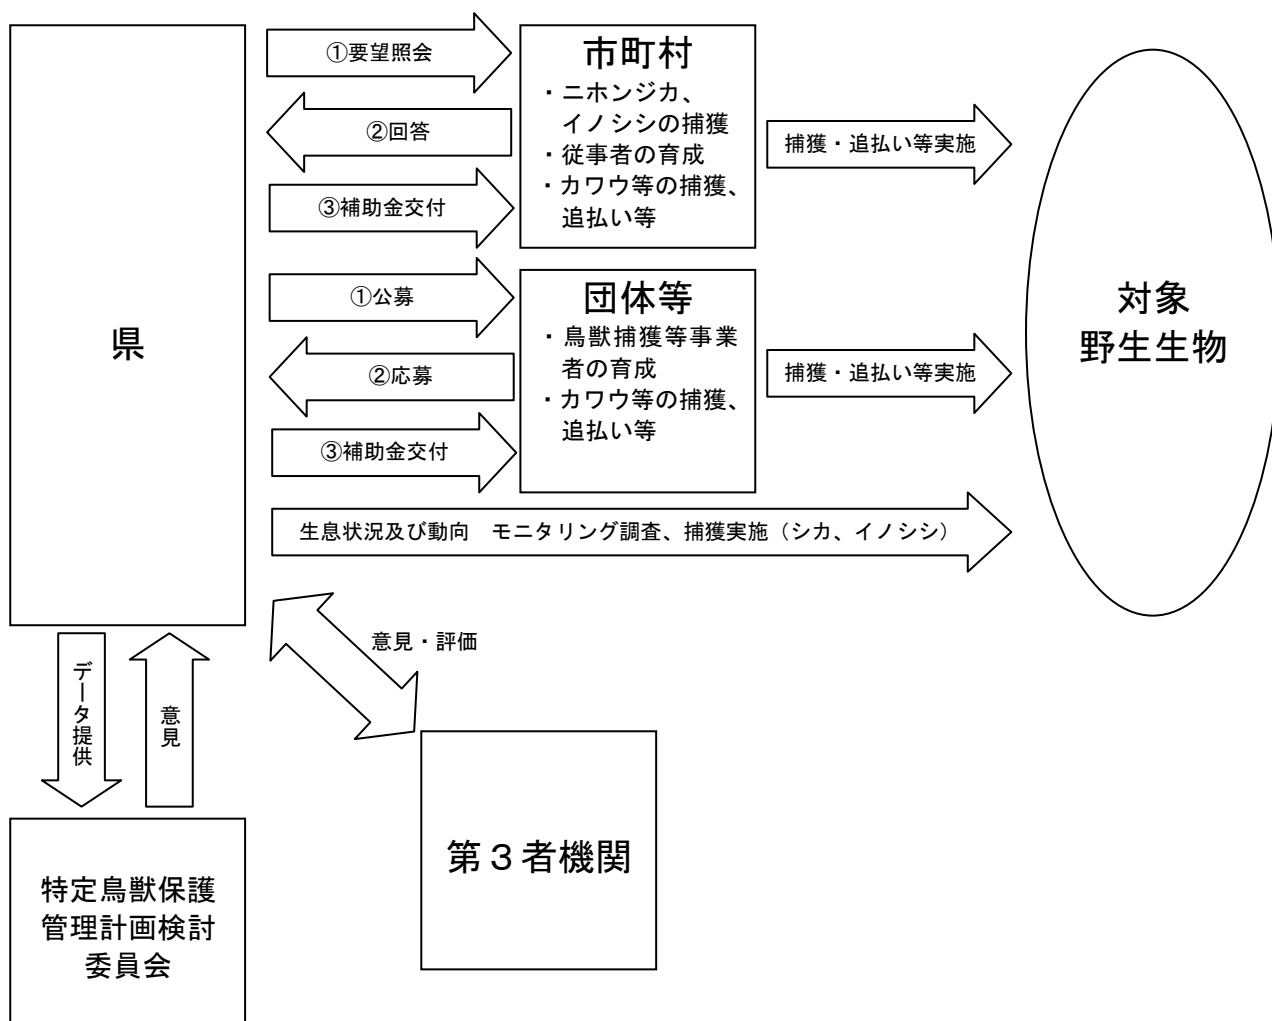 県
①要望照会
②回答
③補助金交付
市町村
・ニホンジカ、
イノシシの捕獲
・従事者の育成
・カワウ等の捕獲、
追払い等
捕獲・追払い等実施
①公募
②応募
③補助金交付
団体等
・鳥獣捕獲等事業
者の育成
・カワウ等の捕獲、
追払い等
捕獲・追払い等実施
対象
野生生物
生息状況及び動向　モニタリング調査、捕獲実施（シカ、イノシシ）
データ提供
意見
意見・評価
第３者機関
特定鳥獣保護
管理計画検討
委員会